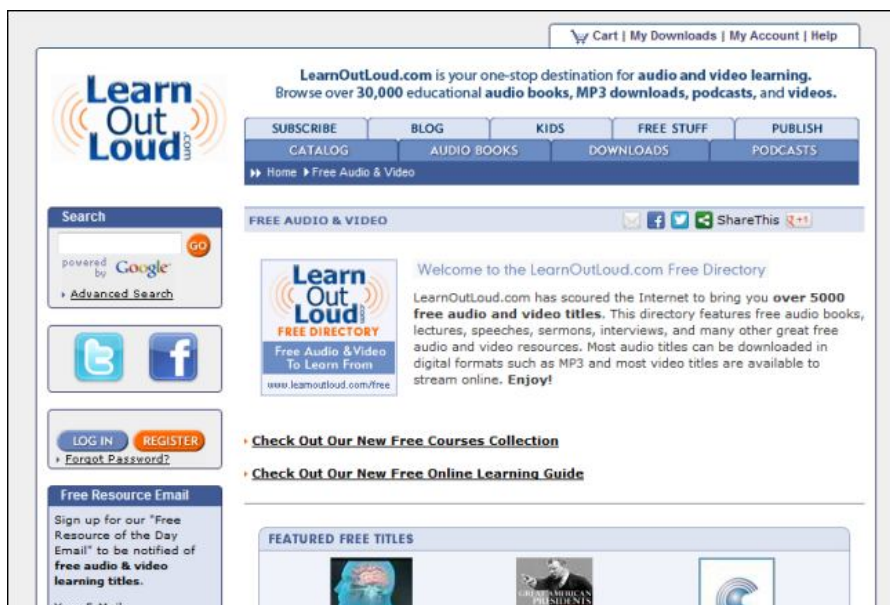 Cart | My Downloads | My Account | Help
Learn
Out
Loud.com
LearnOutLoud.com is your one-stop destination for audio and video learning.
Browse over 30,000 educational audio books, MP3 downloads, podcasts, and videos.
SUBSCRIBE BLOG KIDS FREE STUFF PUBLISH
CATALOG AUDIO BOOKS DOWNLOADS PODCASTS
Home Free Audio & Video
Search
GO
powered by Google
Advanced Search
LOG IN REGISTER
Forgot Password?
Free Resource Email
Sign up for our "Free
Resource of the Day
Email" to be notified of
free audio & video
learning titles.
FREE AUDIO & VIDEO
ShareThis +1
Learn
Out
Loud
FREE DIRECTORY
Free Audio & Video
To Learn From
www.learnoutloud.com/free
Welcome to the LearnOutLoud.com Free Directory
LearnOutLoud.com has scoured the Internet to bring you over 5000
free audio and video titles. This directory features free audio books,
lectures, speeches, sermons, interviews, and many other great free
audio and video resources. Most audio titles can be downloaded in
digital formats such as MP3 and most video titles are available to
stream online. Enjoy!
Check Out Our New Free Courses Collection
Check Out Our New Free Online Learning Guide
FEATURED FREE TITLES
GREAT AMERICAN
PRESIDENTS